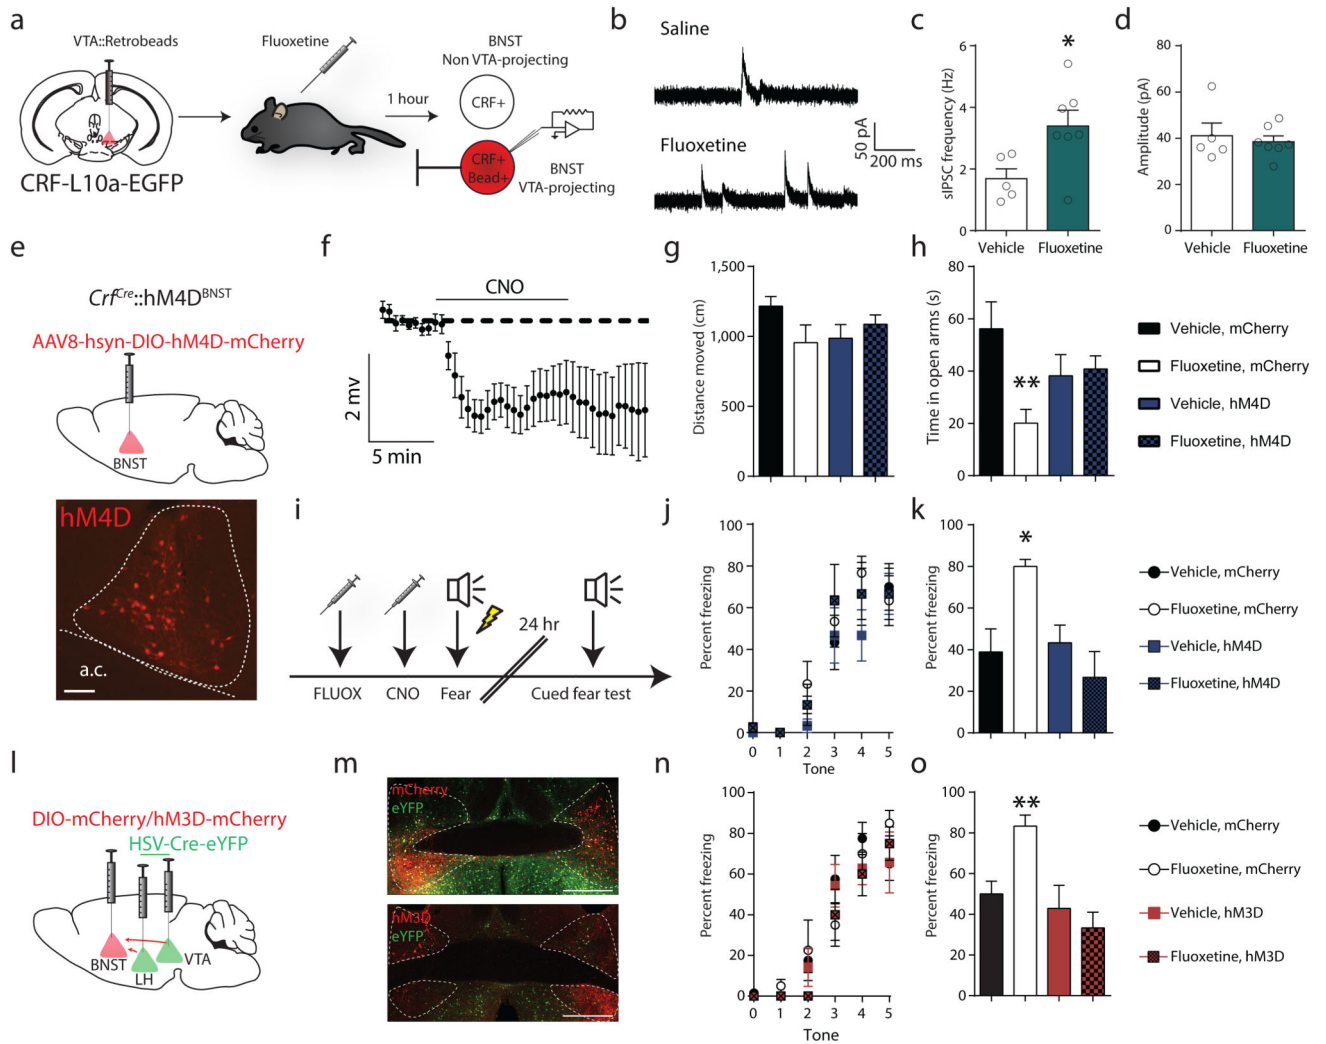 a
VTA::Retrobeads
CRF-L10a-EGFP
Fluoxetine
1 hour
BNST
Non VTA-projecting
CRF+
CRF+
Bead+
BNST
VTA-projecting
b
Saline
Fluoxetine
50 pA
200 ms
c
sIPSC frequency (Hz)
6
4
2
0
*
Vehicle
Fluoxetine
d
Amplitude (pA)
80
60
40
20
0
Vehicle
Fluoxetine
e
CrfCre::hM4DBNST
AAV8-hsyn-DIO-hM4D-mCherry
BNST
hM4D
a.c.
f
CNO
2 mv
5 min
g
Distance moved (cm)
1,500
1,000
500
0
h
Time in open arms (s)
80
60
40
20
0
**
Vehicle, mCherry
Fluoxetine, mCherry
Vehicle, hM4D
Fluoxetine, hM4D
i
24 hr
FLUOX
CNO
Fear
Cued fear test
j
Percent freezing
100
80
60
40
20
0
0 1 2 3 4 5
Tone
k
Percent freezing
100
80
60
40
20
0
*
Vehicle, mCherry
Fluoxetine, mCherry
Vehicle, hM4D
Fluoxetine, hM4D
l
DIO-mCherry/hM3D-mCherry
HSV-Cre-eYFP
BNST
LH
VTA
m
mCherry
eYFP
hM3D
eYFP
n
Percent freezing
100
80
60
40
20
0
0 1 2 3 4 5
Tone
o
Percent freezing
100
80
60
40
20
0
**
Vehicle, mCherry
Fluoxetine, mCherry
Vehicle, hM3D
Fluoxetine, hM3D